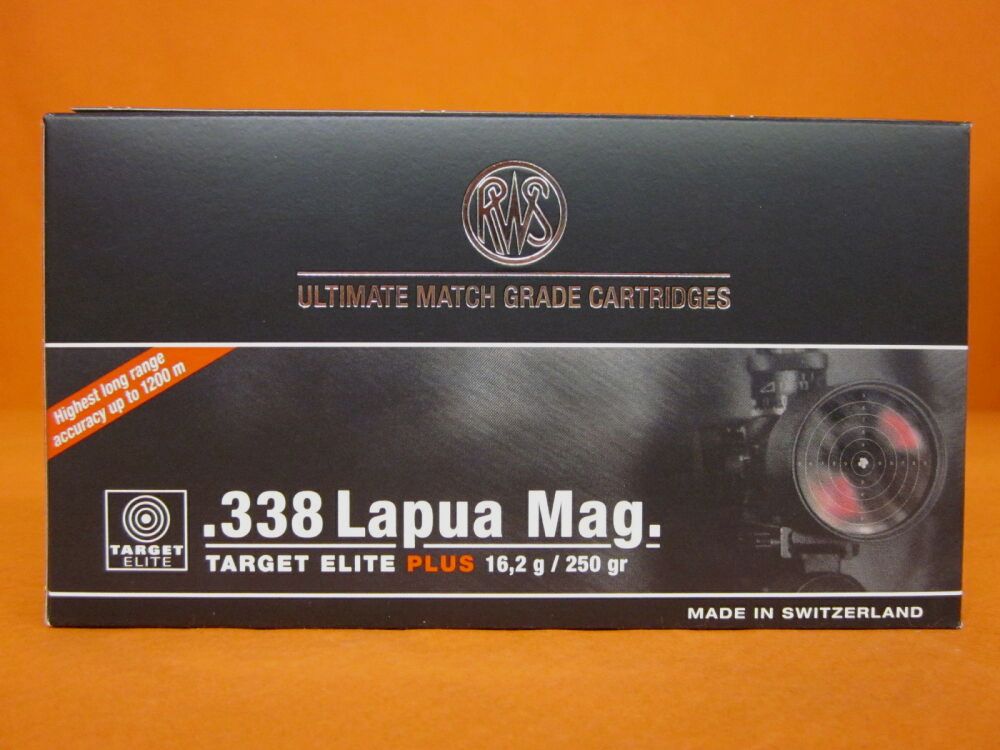 RWS
ULTIMATE MATCH GRADE CARTRIDGES
Highest long range
accuracy up to 1200 m
.338 Lapua Mag.
TARGET
ELITE
TARGET ELITE PLUS 16,2 g / 250 gr
MADE IN SWITZERLAND